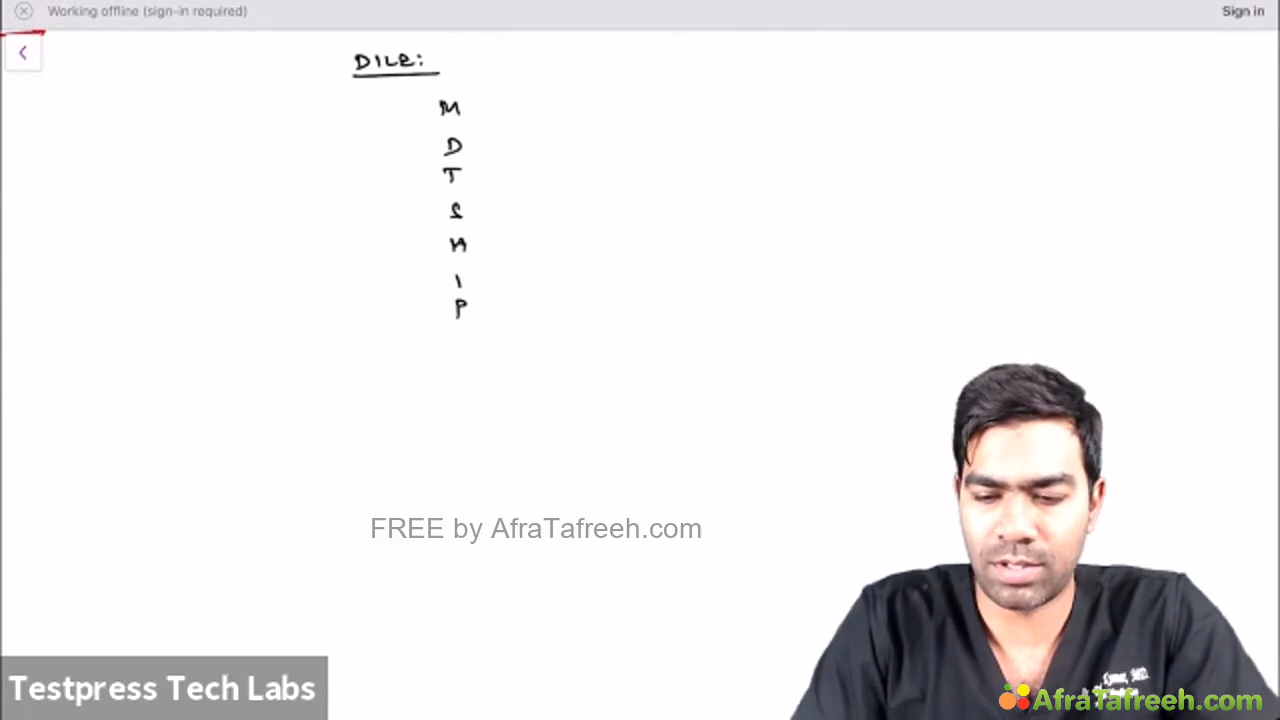 Working offline (sign-in required)
Sign in
DILE:
M
D
T
S
H
I
P
FREE by AfraTafreeh.com
Testpress Tech Labs
AfraTafreeh.com